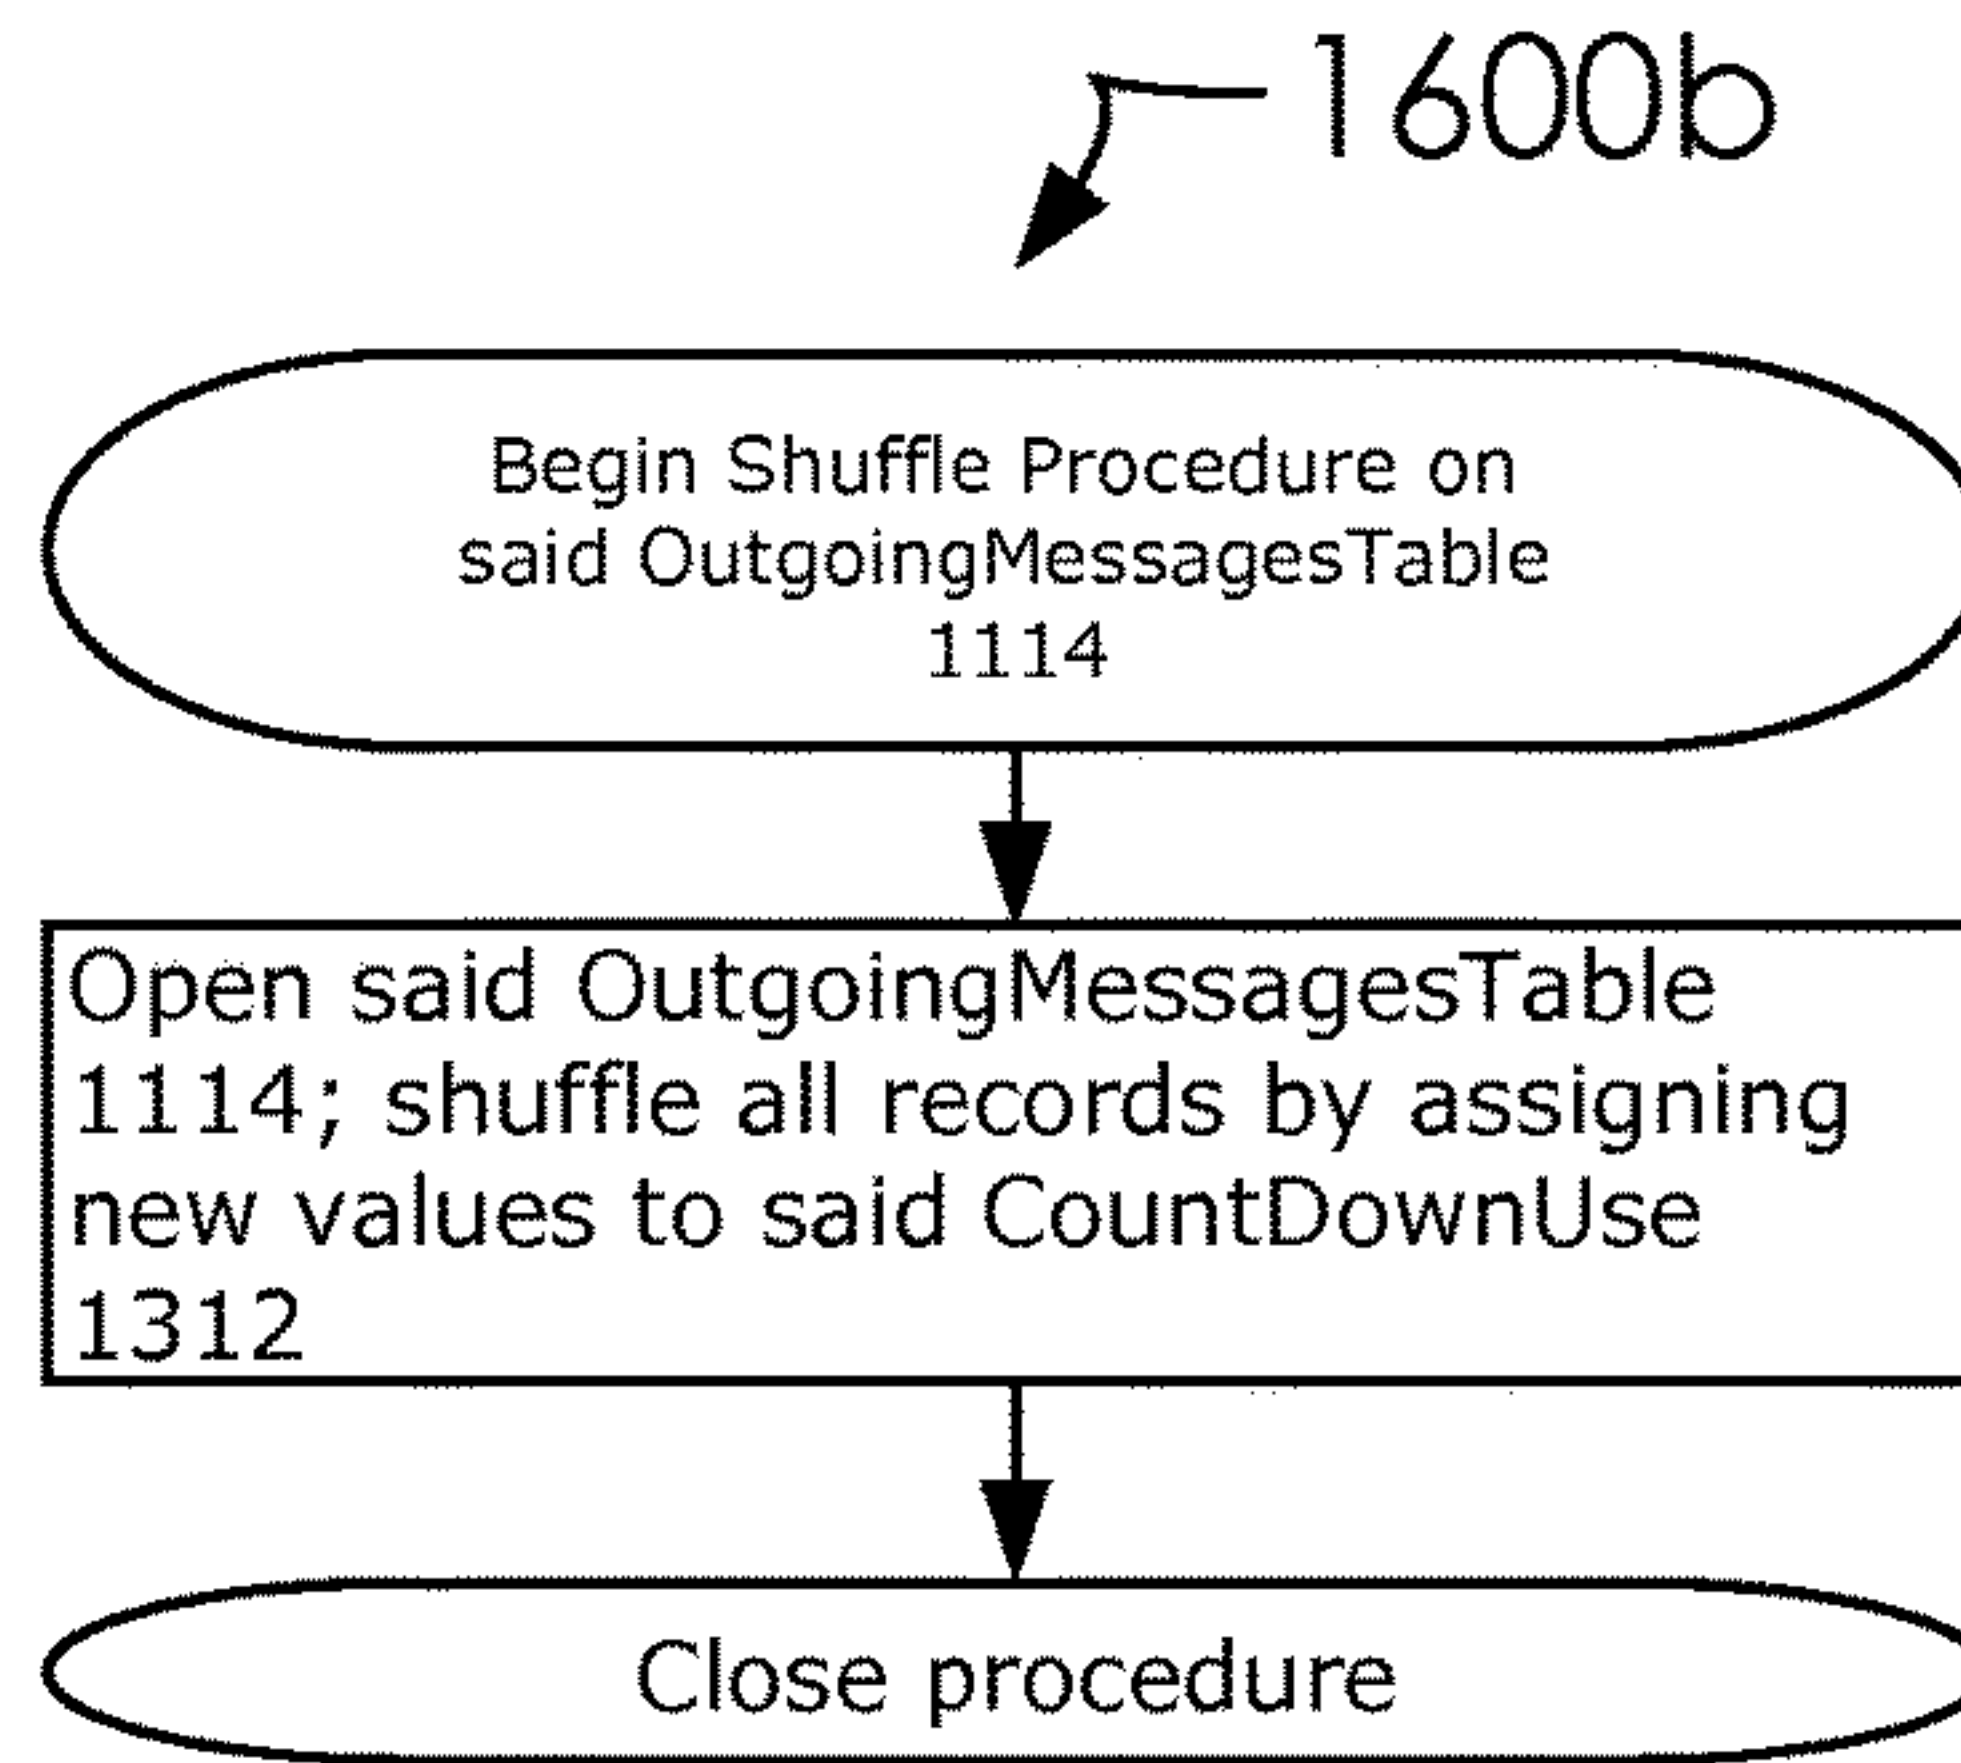 1600b
Begin Shuffle Procedure on
said OutgoingMessagesTable
1114
Open said OutgoingMessagesTable
1114; shuffle all records by assigning
new values to said CountDownUse
1312
Close procedure